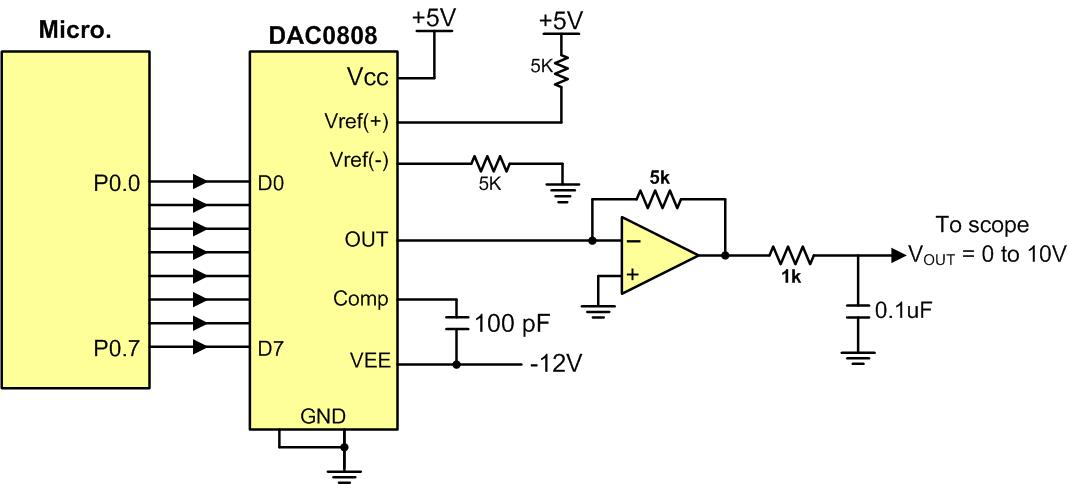 Micro.
DAC0808
+5V
+5V
Vcc
5K
Vref(+)
Vref(-)
5K
P0.0
D0
5k
OUT
−
+
To scope
VOUT = 0 to 10V
1k
Comp
100 pF
0.1uF
P0.7
D7
VEE
-12V
GND